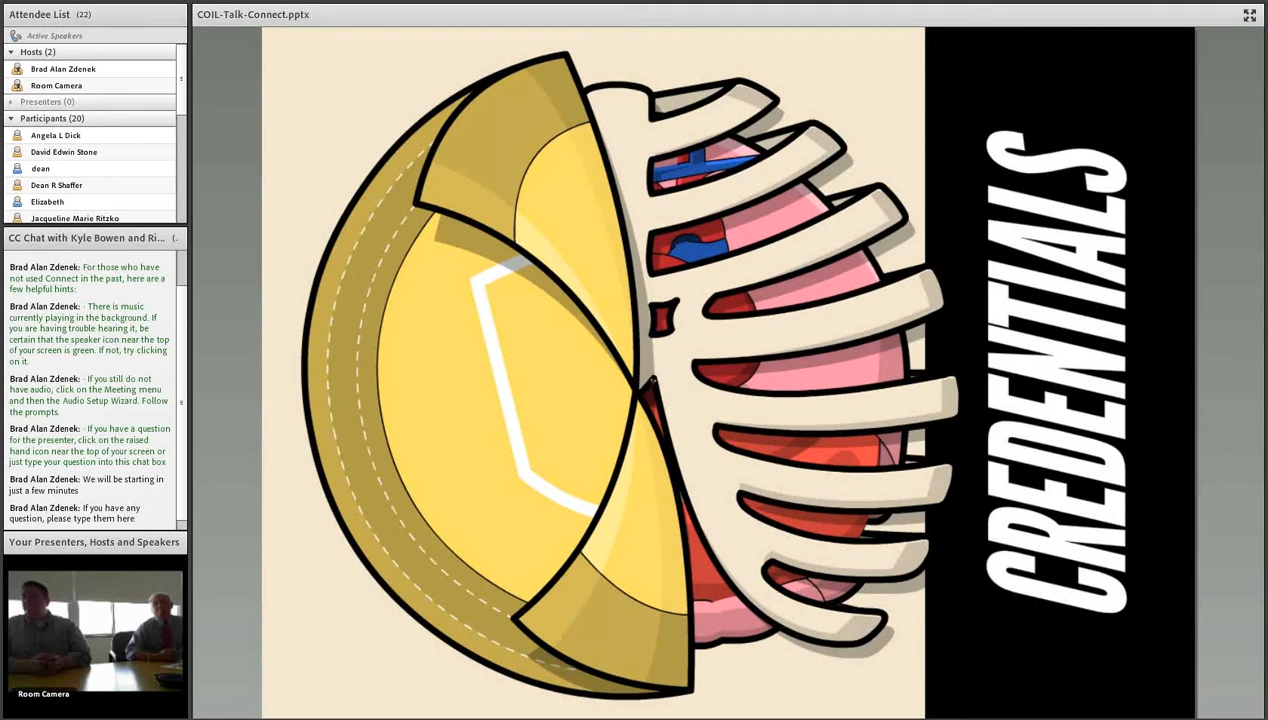 Attendee List (22)
Active Speakers
Hosts (2)
Brad Alan Zdenek
Room Camera
Presenters (0)
Participants (20)
Angela L Dick
David Edwin Stone
dean
Dean R Shaffer
Elizabeth
Jacqueline Marie Ritzko
CC Chat with Kyle Bowen and Ri... (.
Brad Alan Zdenek: For those who have
not used Connect in the past, here are a
few helpful hints:
Brad Alan Zdenek: - There is music
currently playing in the background. If
you are having trouble hearing it, be
certain that the speaker icon near the top
of your screen is green. If not, try clicking
on it.
Brad Alan Zdenek: - If you still do not
have audio, click on the Meeting menu
and then the Audio Setup Wizard. Follow
the prompts.
Brad Alan Zdenek: - If you have a question
for the presenter, click on the raised
hand icon near the top of your screen or
just type your question into this chat box
Brad Alan Zdenek: We will be starting in
just a few minutes
Brad Alan Zdenek: If you have any
question, please type them here
Your Presenters, Hosts and Speakers
Room Camera
COIL-Talk-Connect.pptx
CREDENTIALS